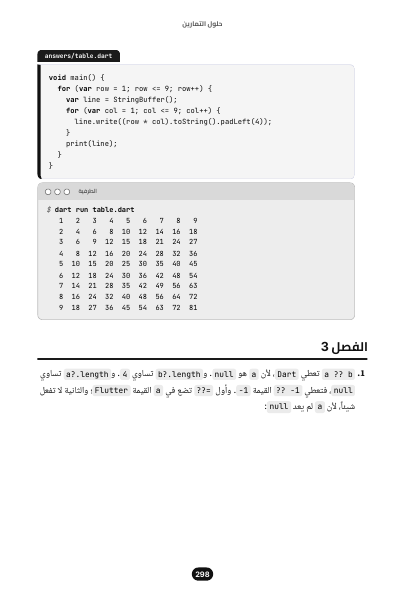 حلول التمارين
answers/table.dart
void main() {
  for (var row = 1; row <= 9; row++) {
    var line = StringBuffer();
    for (var col = 1; col <= 9; col++) {
      line.write((row * col).toString().padLeft(4));
    }
    print(line);
  }
}
الطرفية
$ dart run table.dart
   1   2   3   4   5   6   7   8   9
   2   4   6   8  10  12  14  16  18
   3   6   9  12  15  18  21  24  27
   4   8  12  16  20  24  28  32  36
   5  10  15  20  25  30  35  40  45
   6  12  18  24  30  36  42  48  54
   7  14  21  28  35  42  49  56  63
   8  16  24  32  40  48  56  64  72
   9  18  27  36  45  54  63  72  81
الفصل 3
1. a ?? b تعطي Dart، لأن a هو null. و b?.length تساوي 4. و a?.length تساوي
null، فتعطي ?? -1 القيمة -1. وأول ??= تضع في a القيمة Flutter؛ والثانية لا تفعل
شيئاً، لأن a لم يعد null:
298